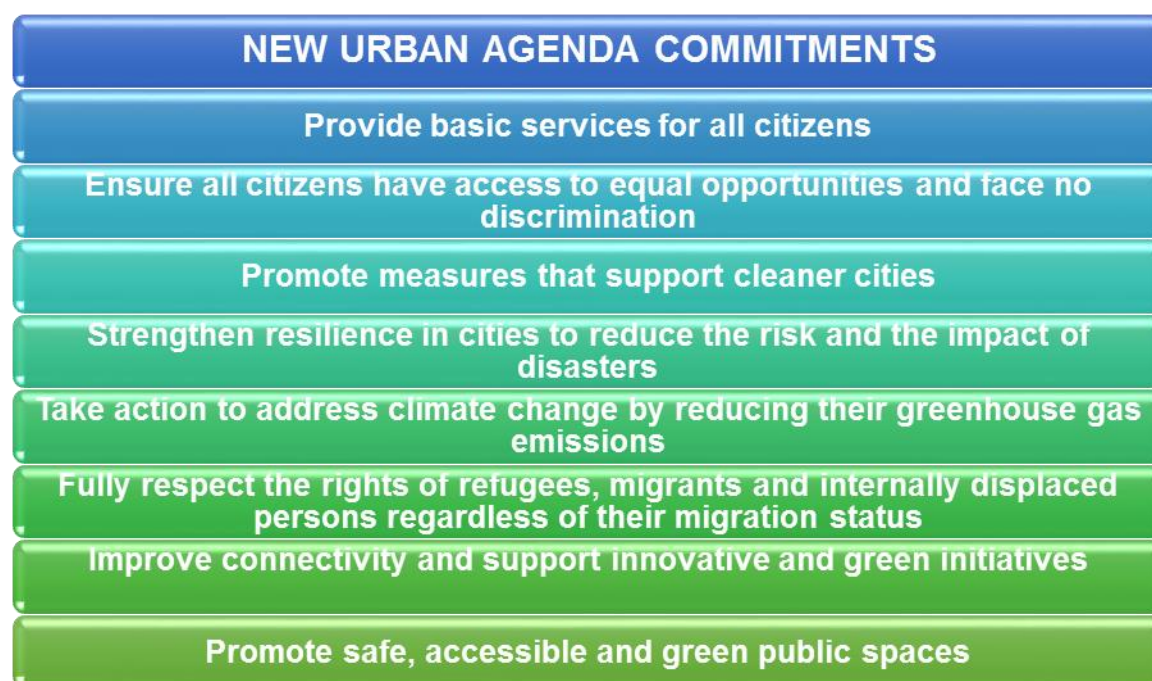 NEW URBAN AGENDA COMMITMENTS
Provide basic services for all citizens
Ensure all citizens have access to equal opportunities and face no
discrimination
Promote measures that support cleaner cities
Strengthen resilience in cities to reduce the risk and the impact of
disasters
Take action to address climate change by reducing their greenhouse gas
emissions
Fully respect the rights of refugees, migrants and internally displaced
persons regardless of their migration status
Improve connectivity and support innovative and green initiatives
Promote safe, accessible and green public spaces